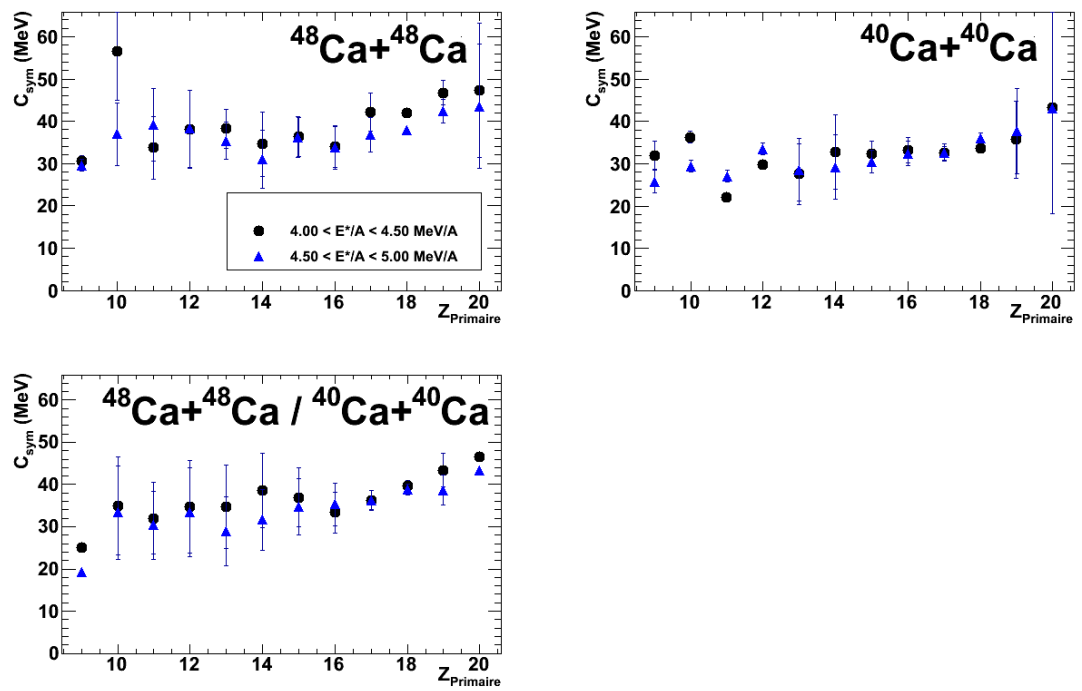 C_sym (MeV)
60
50
40
30
20
10
0
⁴⁸Ca+⁴⁸Ca
4.00 < E*/A < 4.50 MeV/A
4.50 < E*/A < 5.00 MeV/A
10 12 14 16 18 20
Z_Primaire
C_sym (MeV)
60
50
40
30
20
10
0
⁴⁰Ca+⁴⁰Ca
10 12 14 16 18 20
Z_Primaire
C_sym (MeV)
60
50
40
30
20
10
0
⁴⁸Ca+⁴⁸Ca / ⁴⁰Ca+⁴⁰Ca
10 12 14 16 18 20
Z_Primaire